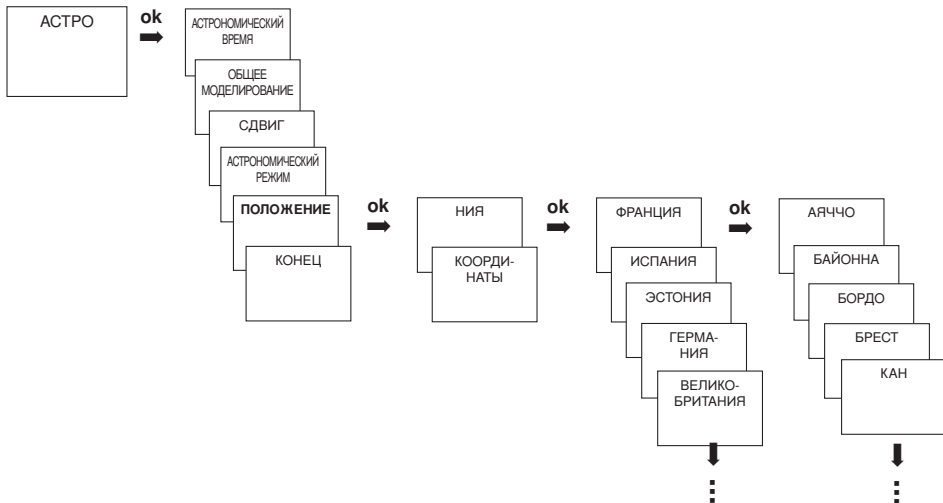 АСТРО
ok
АСТРОНОМИЧЕСКИЙ
ВРЕМЯ
ОБЩЕЕ
МОДЕЛИРОВАНИЕ
СДВИГ
АСТРОНОМИЧЕСКИЙ
РЕЖИМ
ПОЛОЖЕНИЕ
КОНЕЦ
ok
НИЯ
КООРДИ-
НАТЫ
ok
ФРАНЦИЯ
ИСПАНИЯ
ЭСТОНИЯ
ГЕРМА-
НИЯ
ВЕЛИКО-
БРИТАНИЯ
ok
АЯЧЧО
БАЙОННА
БОРДО
БРЕСТ
КАН